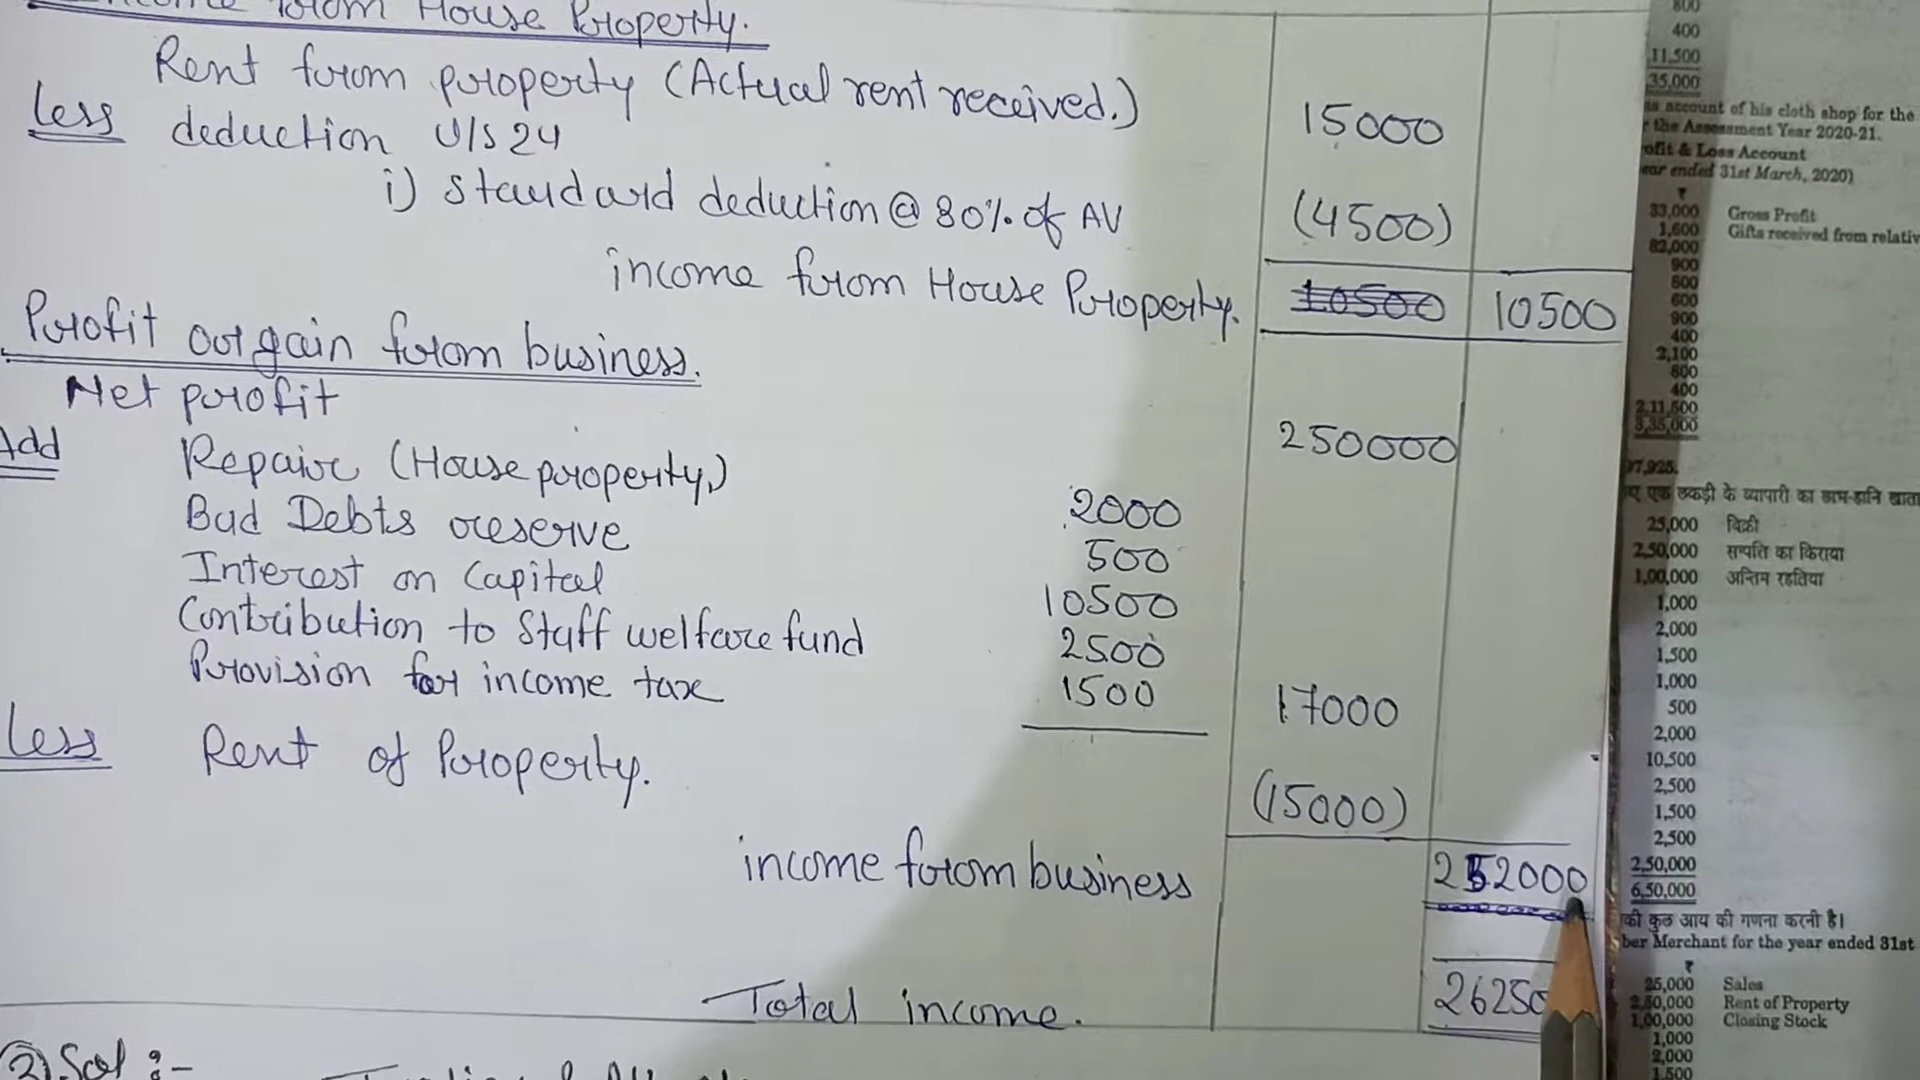 Income from House Property.
Rent from property (Actual rent received.) 15000
Less deduction U/S 24
i) standard deduction @ 30% of AV (4500)
income from House Property. 10500 10500
Profit or gain from business.
Net profit 250000
Add Repair (House property) 2000
Bad Debts reserve 500
Interest on Capital 10500
Contribution to Staff welfare fund 2500
Provision for income tax 1500 17000
Less Rent of Property. (15000)
income from business 252000
Total income. 26250
2) Sol :-
800
400
11,500
35,000
account of his cloth shop for the
the Assessment Year 2020-21.
ofit & Loss Account
ear ended 31st March, 2020)
₹
33,000 Gross Profit
1,600 Gifts received from relativ
82,000
900
800
600
900
400
2,100
800
400
2,11,500
3,35,000
97,925.
ए एक लकड़ी के व्यापारी का लाभ-हानि खाता
25,000 बिक्री
2,50,000 सम्पत्ति का किराया
1,00,000 अन्तिम रहतिया
1,000
2,000
1,500
1,000
500
2,000
10,500
2,500
1,500
2,500
2,50,000
6,50,000
की कुल आय की गणना करनी है।
ber Merchant for the year ended 31st
₹
25,000 Sales
2,50,000 Rent of Property
1,00,000 Closing Stock
1,000
2,000
1,500